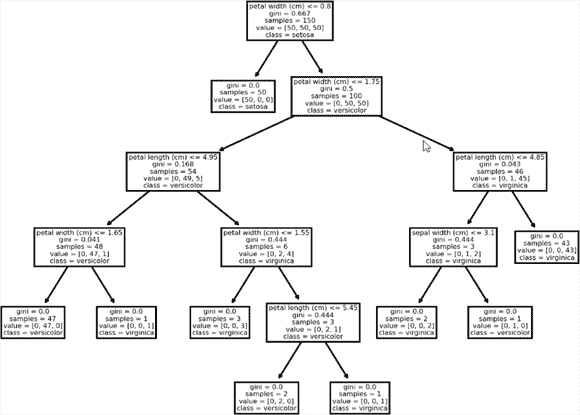 petal width (cm) <= 0.8
gini = 0.667
samples = 150
value = [50, 50, 50]
class = setosa
gini = 0.0
samples = 50
value = [50, 0, 0]
class = setosa
petal width (cm) <= 1.75
gini = 0.5
samples = 100
value = [0, 50, 50]
class = versicolor
petal length (cm) <= 4.95
gini = 0.168
samples = 54
value = [0, 49, 5]
class = versicolor
petal length (cm) <= 4.85
gini = 0.043
samples = 46
value = [0, 1, 45]
class = virginica
petal width (cm) <= 1.65
gini = 0.041
samples = 48
value = [0, 47, 1]
class = versicolor
petal width (cm) <= 1.55
gini = 0.444
samples = 6
value = [0, 2, 4]
class = virginica
sepal width (cm) <= 3.1
gini = 0.444
samples = 3
value = [0, 1, 2]
class = virginica
gini = 0.0
samples = 43
value = [0, 0, 43]
class = virginica
gini = 0.0
samples = 47
value = [0, 47, 0]
class = versicolor
gini = 0.0
samples = 1
value = [0, 0, 1]
class = virginica
gini = 0.0
samples = 3
value = [0, 0, 3]
class = virginica
petal length (cm) <= 5.45
gini = 0.444
samples = 3
value = [0, 2, 1]
class = versicolor
gini = 0.0
samples = 2
value = [0, 0, 2]
class = virginica
gini = 0.0
samples = 1
value = [0, 1, 0]
class = versicolor
gini = 0.0
samples = 2
value = [0, 2, 0]
class = versicolor
gini = 0.0
samples = 1
value = [0, 0, 1]
class = virginica